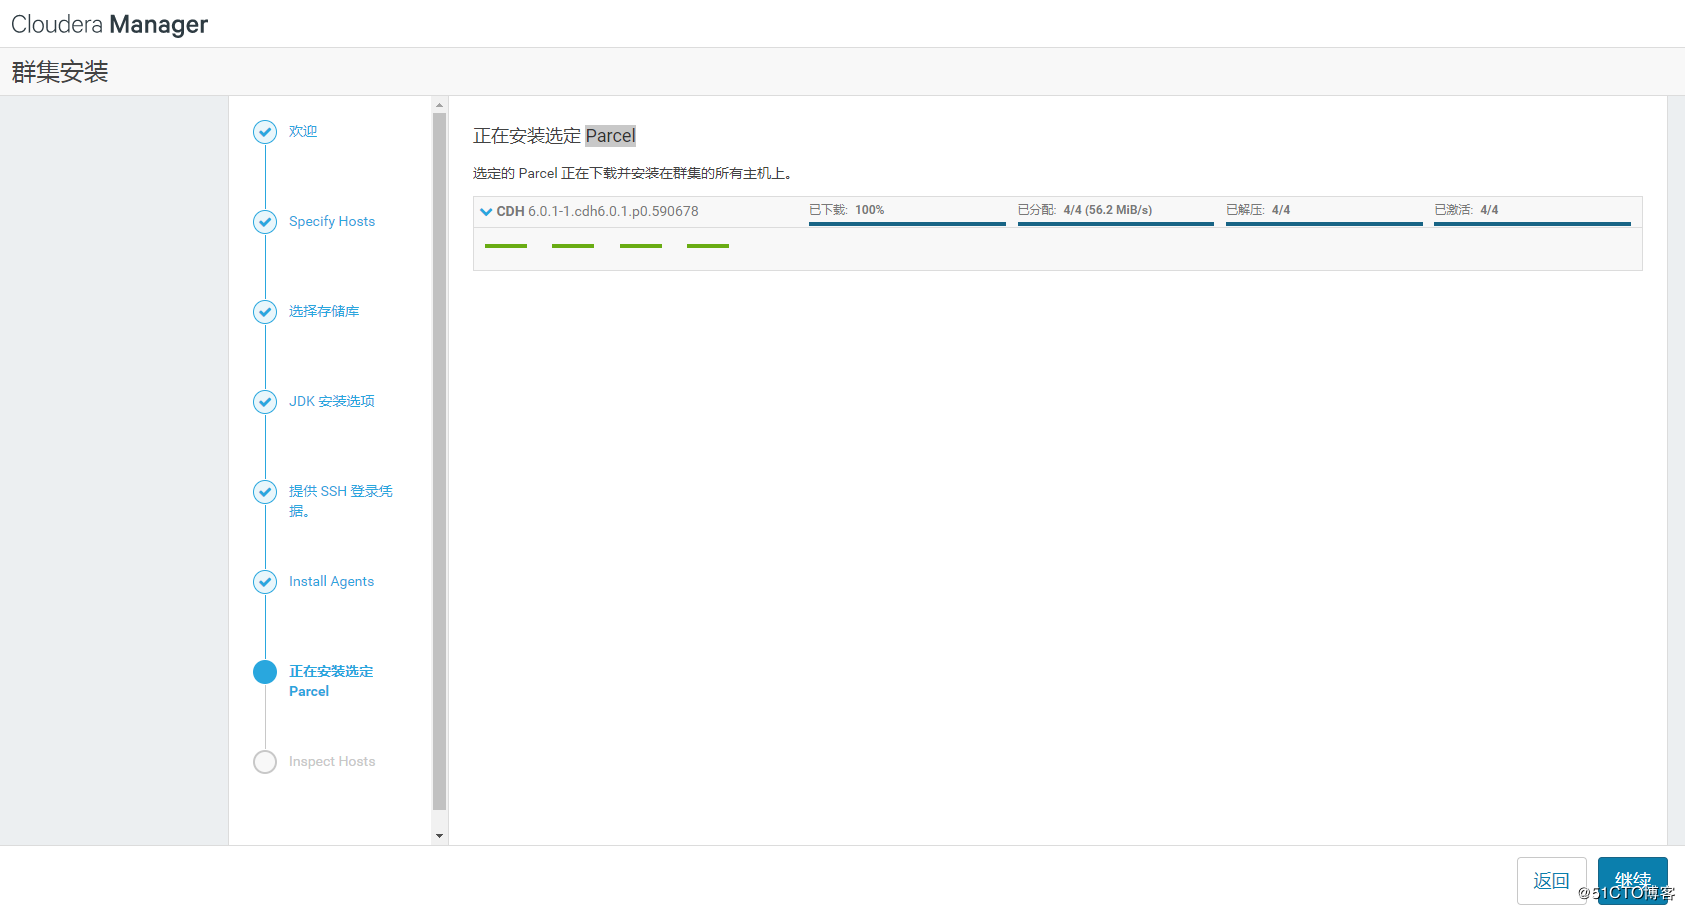 Cloudera Manager
群集安装
欢迎
Specify Hosts
选择存储库
JDK 安装选项
提供 SSH 登录凭
据。
Install Agents
正在安装选定
Parcel
Inspect Hosts
正在安装选定 Parcel
选定的 Parcel 正在下载并安装在群集的所有主机上。
CDH 6.0.1-1.cdh6.0.1.p0.590678
已下载: 100%
已分配: 4/4 (56.2 MiB/s)
已解压: 4/4
已激活: 4/4
返回
继续
@51CTO博客